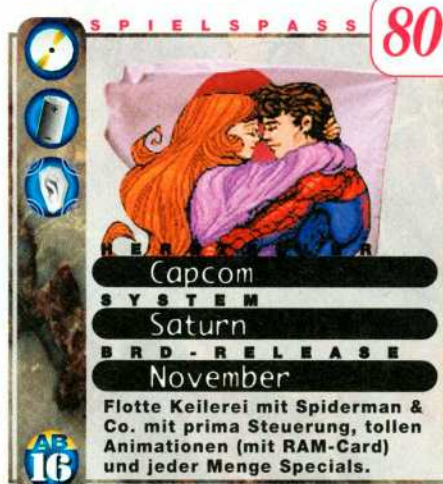 SPIELSPASS
80
HERSTELLER
Capcom
SYSTEM
Saturn
BRD-RELEASE
November
Flotte Keilerei mit Spiderman &
Co. mit prima Steuerung, tollen
Animationen (mit RAM-Card)
und jeder Menge Specials.
AB
16